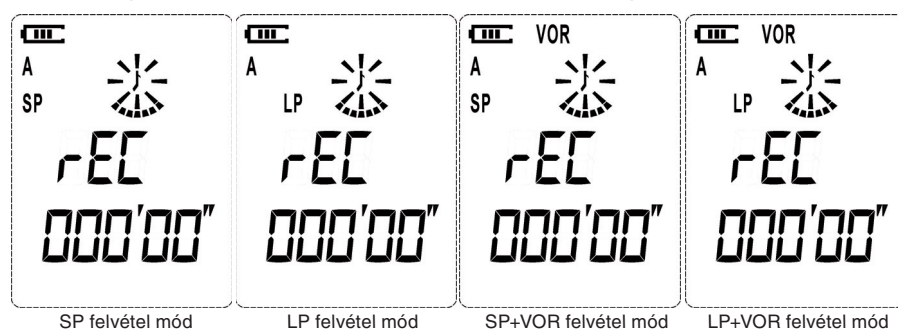 VOR VOR
A A A A
SP LP SP LP
rEC rEC rEC rEC
000'00" 000'00" 000'00" 000'00"
SP felvétel mód LP felvétel mód SP+VOR felvétel mód LP+VOR felvétel mód